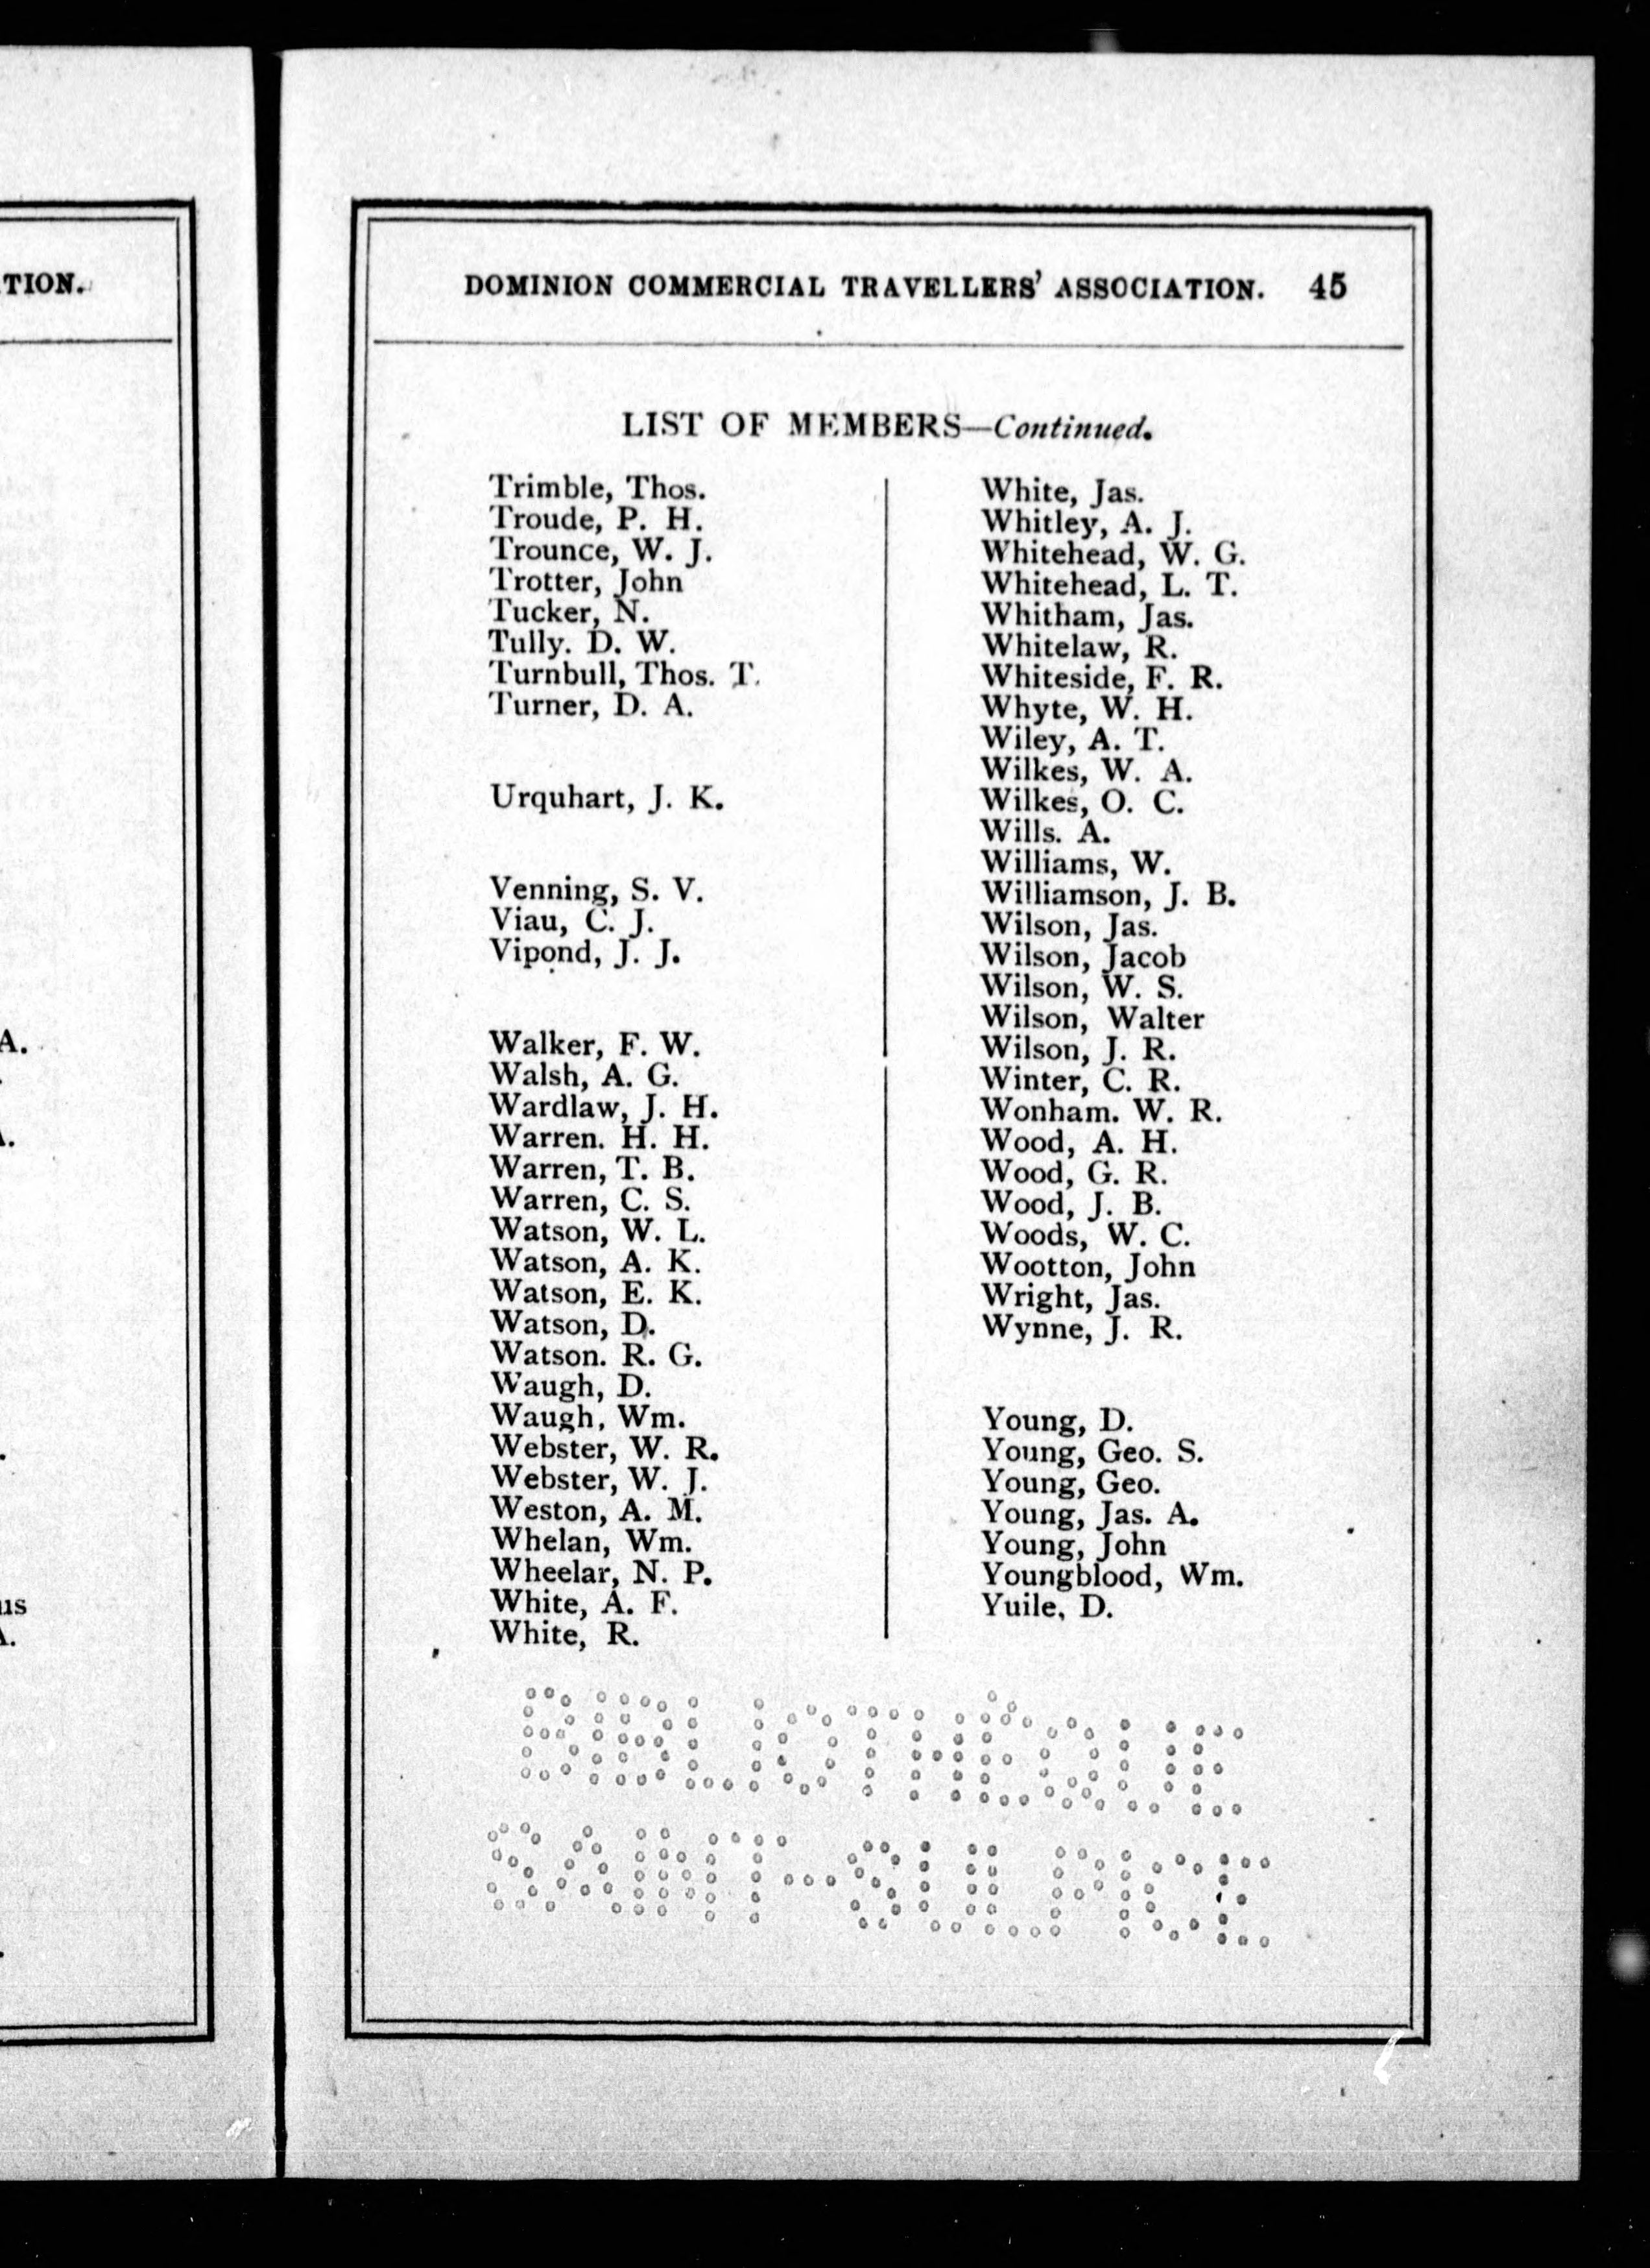 TION.
A.
us
DOMINION COMMERCIAL TRAVELLERS' ASSOCIATION. 45
LIST OF MEMBERS—Continued.
Trimble, Thos.
Troude, P. H.
Trounce, W. J.
Trotter, John
Tucker, N.
Tully. D. W.
Turnbull, Thos. T.
Turner, D. A.
Urquhart, J. K.
Venning, S. V.
Viau, C. J.
Vipond, J. J.
Walker, F. W.
Walsh, A. G.
Wardlaw, J. H.
Warren. H. H.
Warren, T. B.
Warren, C. S.
Watson, W. L.
Watson, A. K.
Watson, E. K.
Watson, D.
Watson. R. G.
Waugh, D.
Waugh, Wm.
Webster, W. R.
Webster, W. J.
Weston, A. M.
Whelan, Wm.
Wheelar, N. P.
White, A. F.
White, R.
White, Jas.
Whitley, A. J.
Whitehead, W. G.
Whitehead, L. T.
Whitham, Jas.
Whitelaw, R.
Whiteside, F. R.
Whyte, W. H.
Wiley, A. T.
Wilkes, W. A.
Wilkes, O. C.
Wills. A.
Williams, W.
Williamson, J. B.
Wilson, Jas.
Wilson, Jacob
Wilson, W. S.
Wilson, Walter
Wilson, J. R.
Winter, C. R.
Wonham. W. R.
Wood, A. H.
Wood, G. R.
Wood, J. B.
Woods, W. C.
Wootton, John
Wright, Jas.
Wynne, J. R.
Young, D.
Young, Geo. S.
Young, Geo.
Young, Jas. A.
Young, John
Youngblood, Wm.
Yuile, D.
BIBLIOTHÈQUE
SAINT-SULPICE